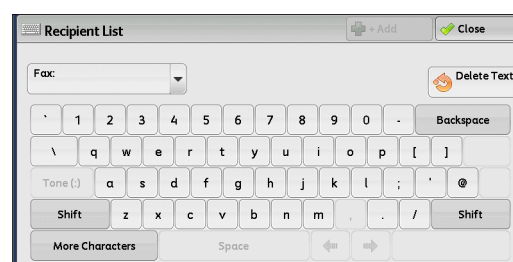 Recipient List + Add Close
Fax: Delete Text
` 1 2 3 4 5 6 7 8 9 0 - Backspace
\ q w e r t y u i o p [ ]
Tone (:) a s d f g h j k l ; ' @
Shift z x c v b n m , . / Shift
More Characters Space